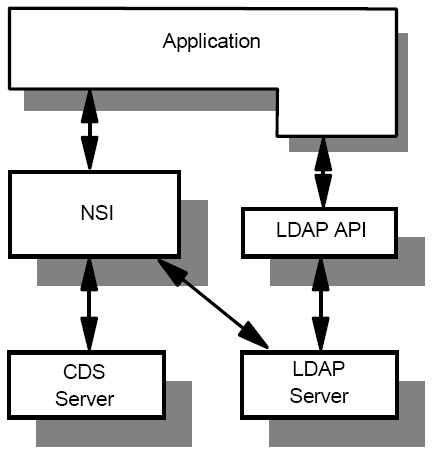 Application
NSI
LDAP API
CDS
Server
LDAP
Server